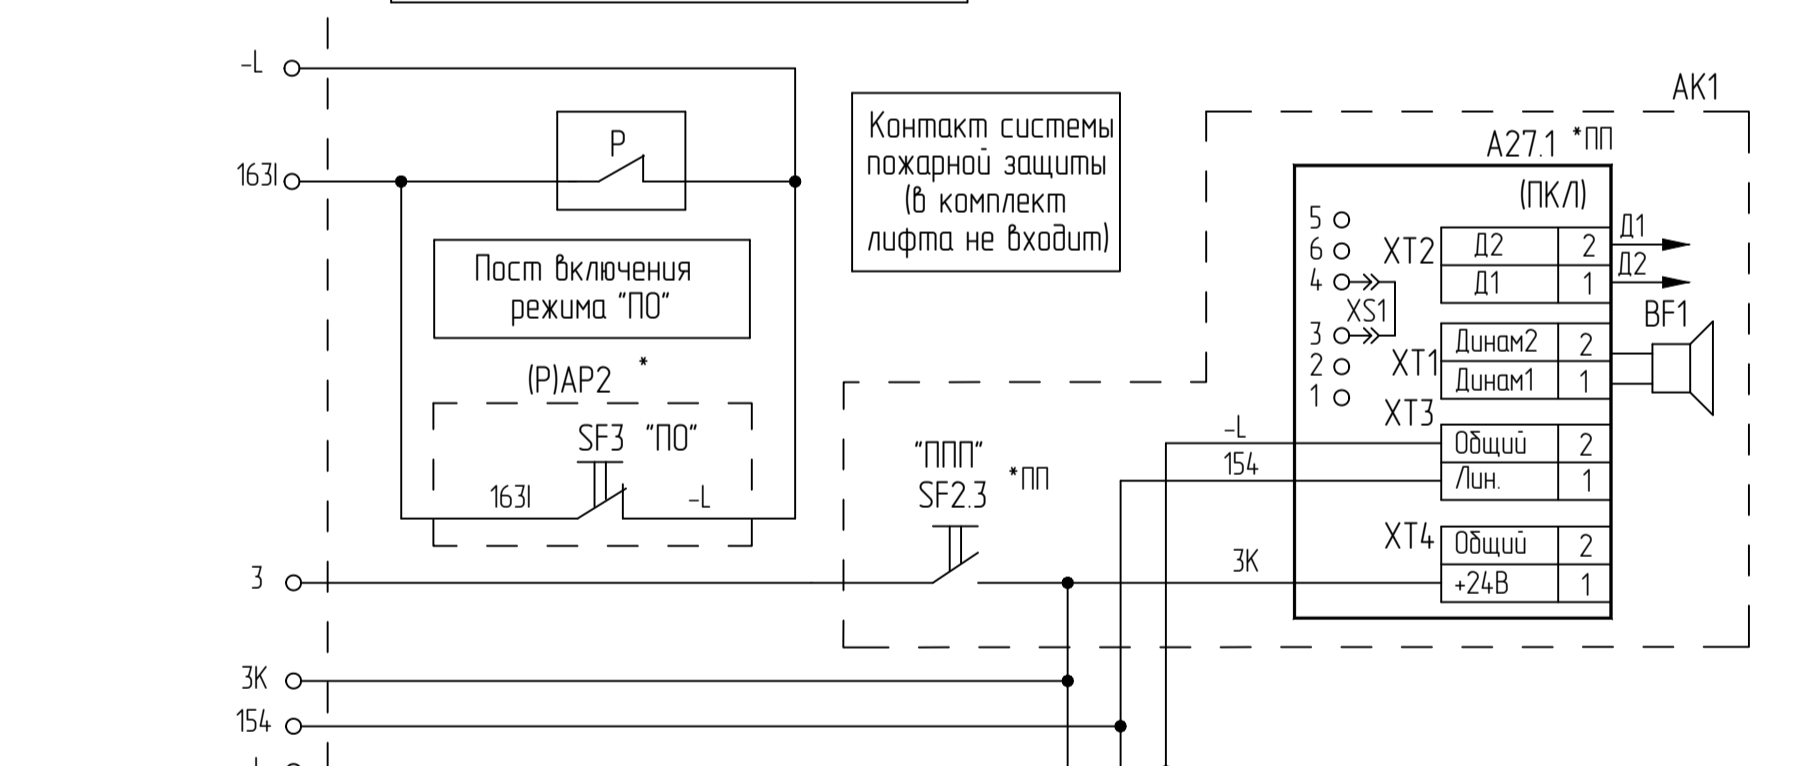 -L
1631
P
Контакт системы
пожарной защиты
(в комплект
лифта не входит)
Пост включения
режима "ПО"
(P)AP2 *
SF3 "ПО"
1631
-L
AK1
A27.1 *ПП
(ПКЛ)
5
6
4
3
2
1
XS1
XT2
Д2 2
Д1 1
Д1
Д2
BF1
XT1
Динам2 2
Динам1 1
XT3
Общий 2
Лин. 1
XT4
Общий 2
+24В 1
-L
154
"ППП"
SF2.3 *ПП
3K
3
3K
154